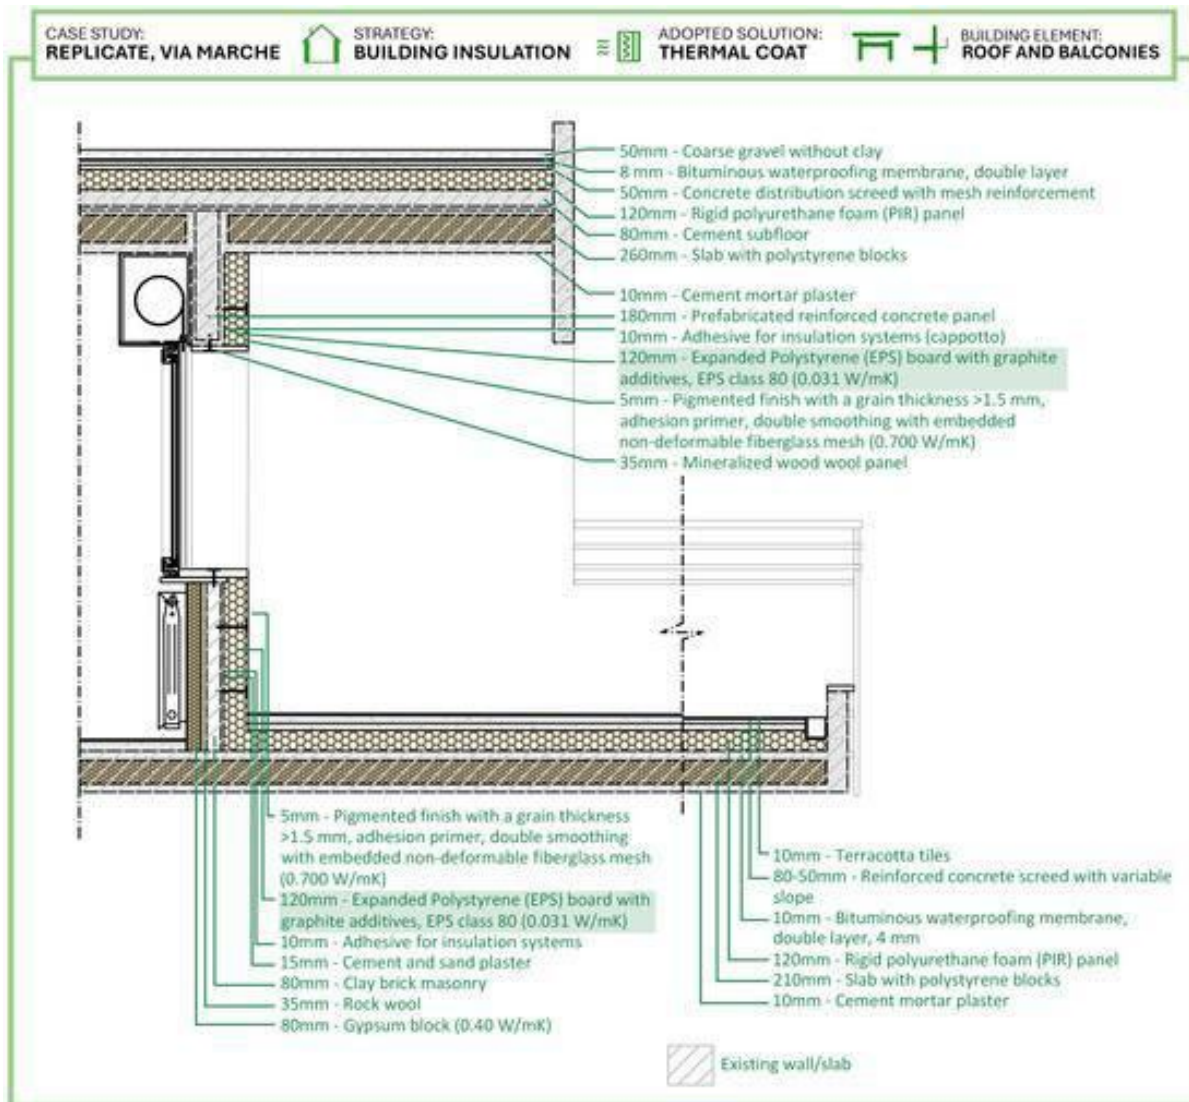 CASE STUDY:
REPLICATE, VIA MARCHE
STRATEGY:
BUILDING INSULATION
ADOPTED SOLUTION:
THERMAL COAT
BUILDING ELEMENT:
ROOF AND BALCONIES
50mm - Coarse gravel without clay
8 mm - Bituminous waterproofing membrane, double layer
50mm - Concrete distribution screed with mesh reinforcement
120mm - Rigid polyurethane foam (PIR) panel
80mm - Cement subfloor
260mm - Slab with polystyrene blocks
10mm - Cement mortar plaster
180mm - Prefabricated reinforced concrete panel
10mm - Adhesive for insulation systems (cappotto)
120mm - Expanded Polystyrene (EPS) board with graphite
additives, EPS class 80 (0.031 W/mK)
5mm - Pigmented finish with a grain thickness >1.5 mm,
adhesion primer, double smoothing with embedded
non-deformable fiberglass mesh (0.700 W/mK)
35mm - Mineralized wood wool panel
5mm - Pigmented finish with a grain thickness
>1.5 mm, adhesion primer, double smoothing
with embedded non-deformable fiberglass mesh
(0.700 W/mK)
120mm - Expanded Polystyrene (EPS) board with
graphite additives, EPS class 80 (0.031 W/mK)
10mm - Adhesive for insulation systems
15mm - Cement and sand plaster
80mm - Clay brick masonry
35mm - Rock wool
80mm - Gypsum block (0.40 W/mK)
10mm - Terracotta tiles
80-50mm - Reinforced concrete screed with variable
slope
10mm - Bituminous waterproofing membrane,
double layer, 4 mm
120mm - Rigid polyurethane foam (PIR) panel
210mm - Slab with polystyrene blocks
10mm - Cement mortar plaster
Existing wall/slab